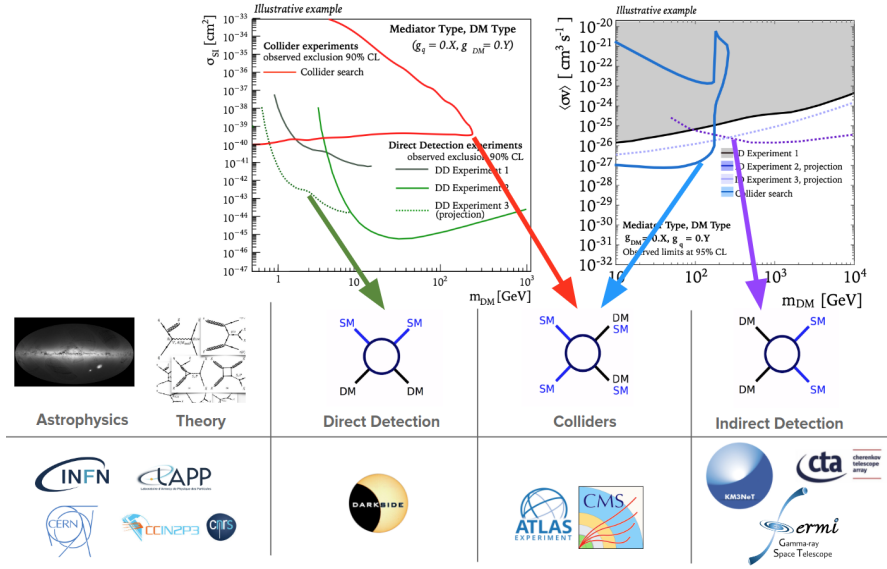 Illustrative example
σSI [cm²]
10⁻³³
10⁻³⁴
10⁻³⁵
10⁻³⁶
10⁻³⁷
10⁻³⁸
10⁻³⁹
10⁻⁴⁰
10⁻⁴¹
10⁻⁴²
10⁻⁴³
10⁻⁴⁴
10⁻⁴⁵
10⁻⁴⁶
10⁻⁴⁷
Mediator Type, DM Type
(gq = 0.X, g DM = 0.Y)
Collider experiments
observed exclusion 90% CL
Collider search
Direct Detection experiments
observed exclusion 90% CL
DD Experiment 1
DD Experiment 2
DD Experiment 3
(projection)
1
10
10²
10³
mDM [GeV]
Illustrative example
⟨σv⟩ [ cm³ s⁻¹]
10⁻²⁰
10⁻²¹
10⁻²²
10⁻²³
10⁻²⁴
10⁻²⁵
10⁻²⁶
10⁻²⁷
10⁻²⁸
10⁻²⁹
10⁻³⁰
10⁻³¹
10⁻³²
ID Experiment 1
ID Experiment 2, projection
ID Experiment 3, projection
Collider search
Mediator Type, DM Type
gDM = 0.X, gq = 0.Y
Observed limits at 95% CL
10
10²
10³
10⁴
mDM [GeV]
SM SM
DM DM
SM DM
SM
SM DM
SM
DM SM
DM SM
Astrophysics
Theory
Direct Detection
Colliders
Indirect Detection
INFN
LAPP
CERN
CCIN2P3
cnrs
DARKSIDE
ATLAS
EXPERIMENT
CMS
KM3NeT
cta
cherenkov
telescope
array
Fermi
Gamma-ray
Space Telescope